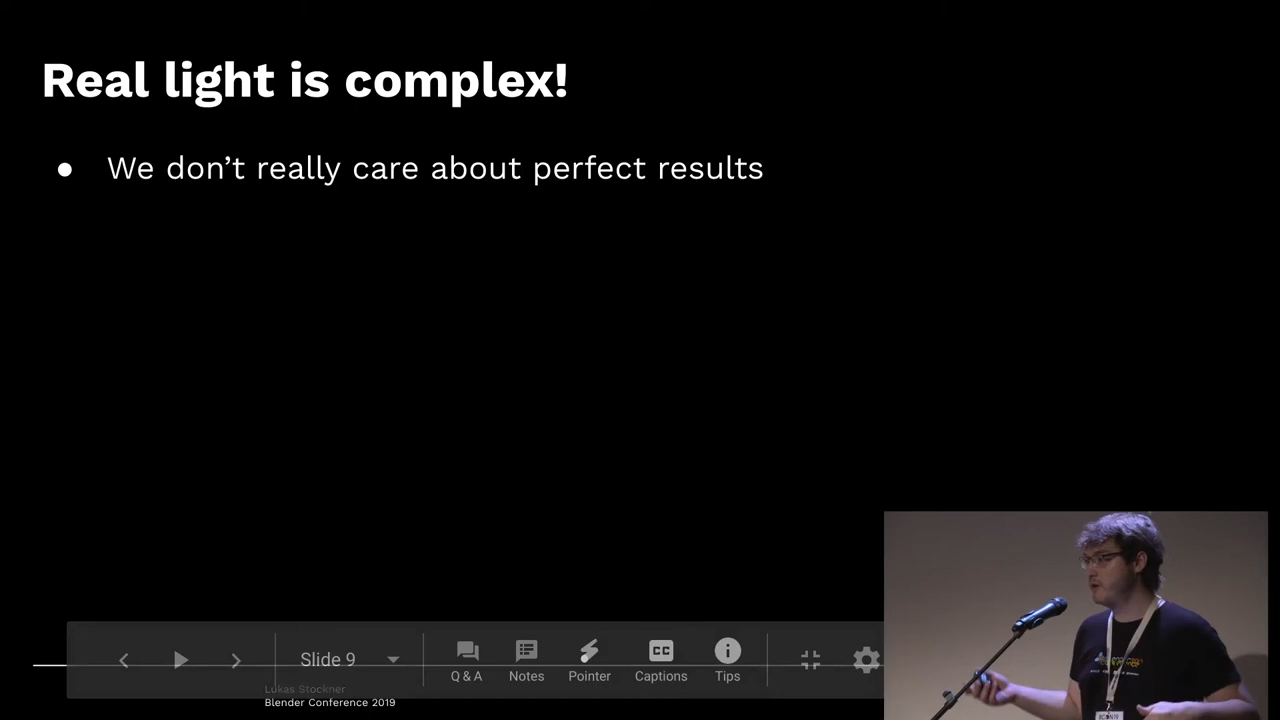 Real light is complex!
● We don’t really care about perfect results
Slide 9
Q & A
Notes
CC
Captions
Tips
Pointer
Lukas Stockner
Blender Conference 2019